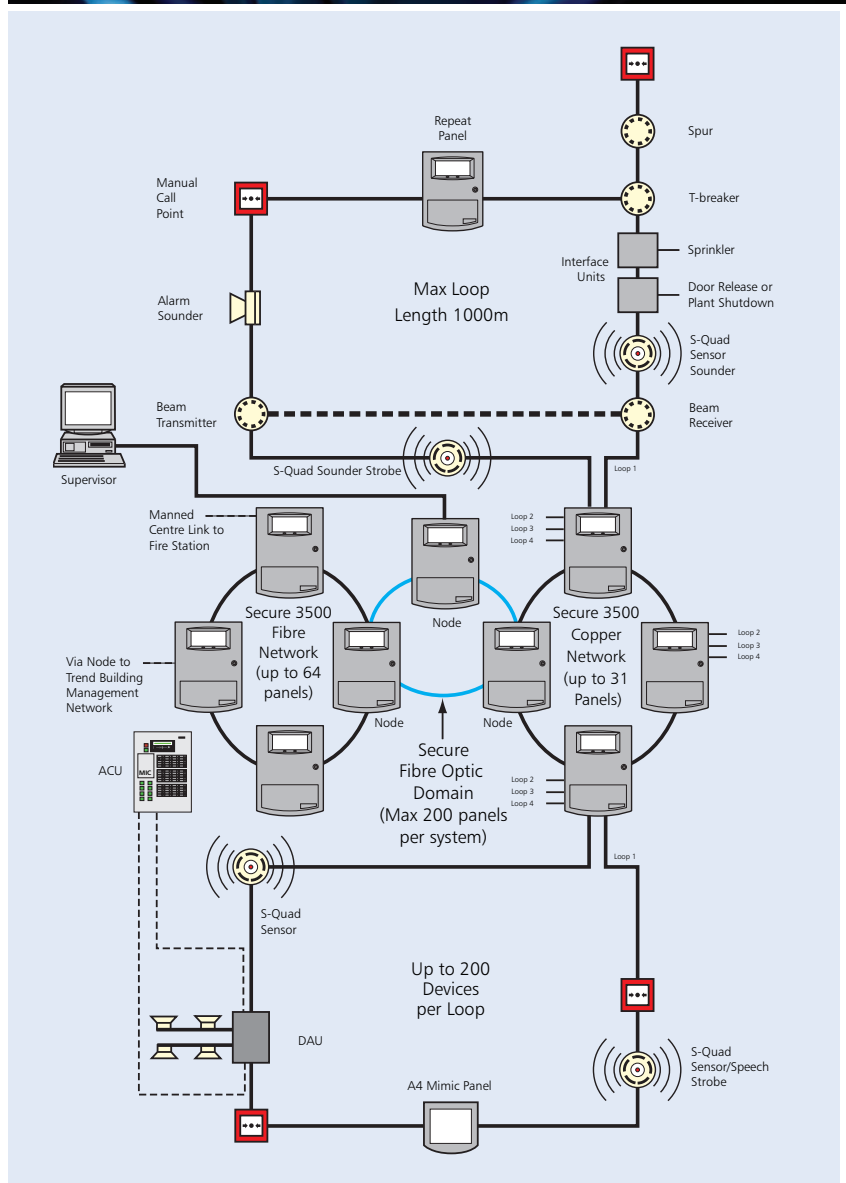 Repeat
Panel
Spur
Manual
Call
Point
T-breaker
Sprinkler
Interface
Units
Door Release or
Plant Shutdown
Max Loop
Length 1000m
Alarm
Sounder
S-Quad
Sensor
Sounder
Beam
Transmitter
Beam
Receiver
S-Quad Sounder Strobe
Loop 1
Supervisor
Manned
Centre Link to
Fire Station
Loop 2
Loop 3
Loop 4
Node
Secure 3500
Fibre
Network
(up to 64
panels)
Secure 3500
Copper
Network
(up to 31
Panels)
Loop 2
Loop 3
Loop 4
Via Node to
Trend Building
Management
Network
Node
Node
Secure
Fibre Optic
Domain
(Max 200 panels
per system)
ACU
MIC
Loop 2
Loop 3
Loop 4
Loop 1
S-Quad
Sensor
Up to 200
Devices
per Loop
DAU
S-Quad
Sensor/Speech
Strobe
A4 Mimic Panel